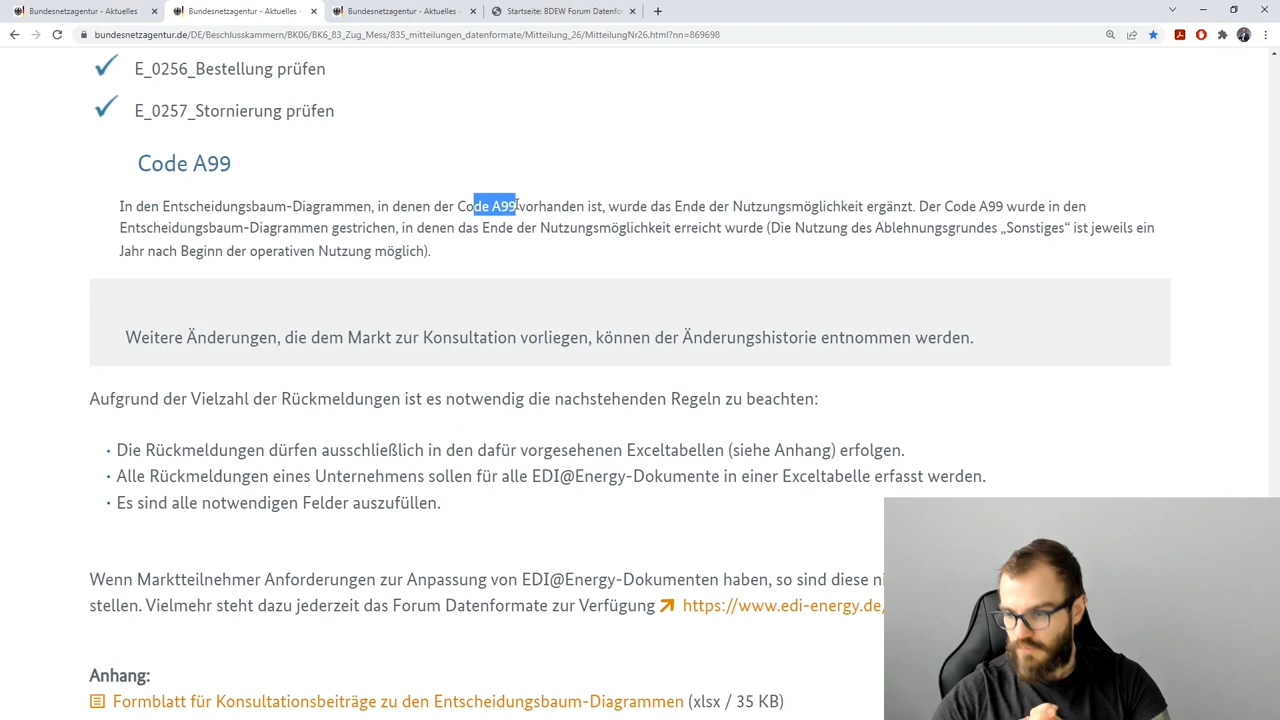 Bundesnetzagentur - Aktuelles
Bundesnetzagentur - Aktuelles -
Bundesnetzagentur - Aktuelles -
Startseite: BDEW Forum Datenfo
bundesnetzagentur.de/DE/Beschlusskammern/BK06/BK6_83_Zug_Mess/835_mitteilungen_datenformate/Mitteilung_26/MitteilungNr26.html?nn=869698
E_0256_Bestellung prüfen
E_0257_Stornierung prüfen
Code A99
In den Entscheidungsbaum-Diagrammen, in denen der Code A99 vorhanden ist, wurde das Ende der Nutzungsmöglichkeit ergänzt. Der Code A99 wurde in den
Entscheidungsbaum-Diagrammen gestrichen, in denen das Ende der Nutzungsmöglichkeit erreicht wurde (Die Nutzung des Ablehnungsgrundes „Sonstiges“ ist jeweils ein
Jahr nach Beginn der operativen Nutzung möglich).
Weitere Änderungen, die dem Markt zur Konsultation vorliegen, können der Änderungshistorie entnommen werden.
Aufgrund der Vielzahl der Rückmeldungen ist es notwendig die nachstehenden Regeln zu beachten:
• Die Rückmeldungen dürfen ausschließlich in den dafür vorgesehenen Exceltabellen (siehe Anhang) erfolgen.
• Alle Rückmeldungen eines Unternehmens sollen für alle EDI@Energy-Dokumente in einer Exceltabelle erfasst werden.
• Es sind alle notwendigen Felder auszufüllen.
Wenn Marktteilnehmer Anforderungen zur Anpassung von EDI@Energy-Dokumenten haben, so sind diese ni
stellen. Vielmehr steht dazu jederzeit das Forum Datenformate zur Verfügung https://www.edi-energy.de/
Anhang:
Formblatt für Konsultationsbeiträge zu den Entscheidungsbaum-Diagrammen (xlsx / 35 KB)